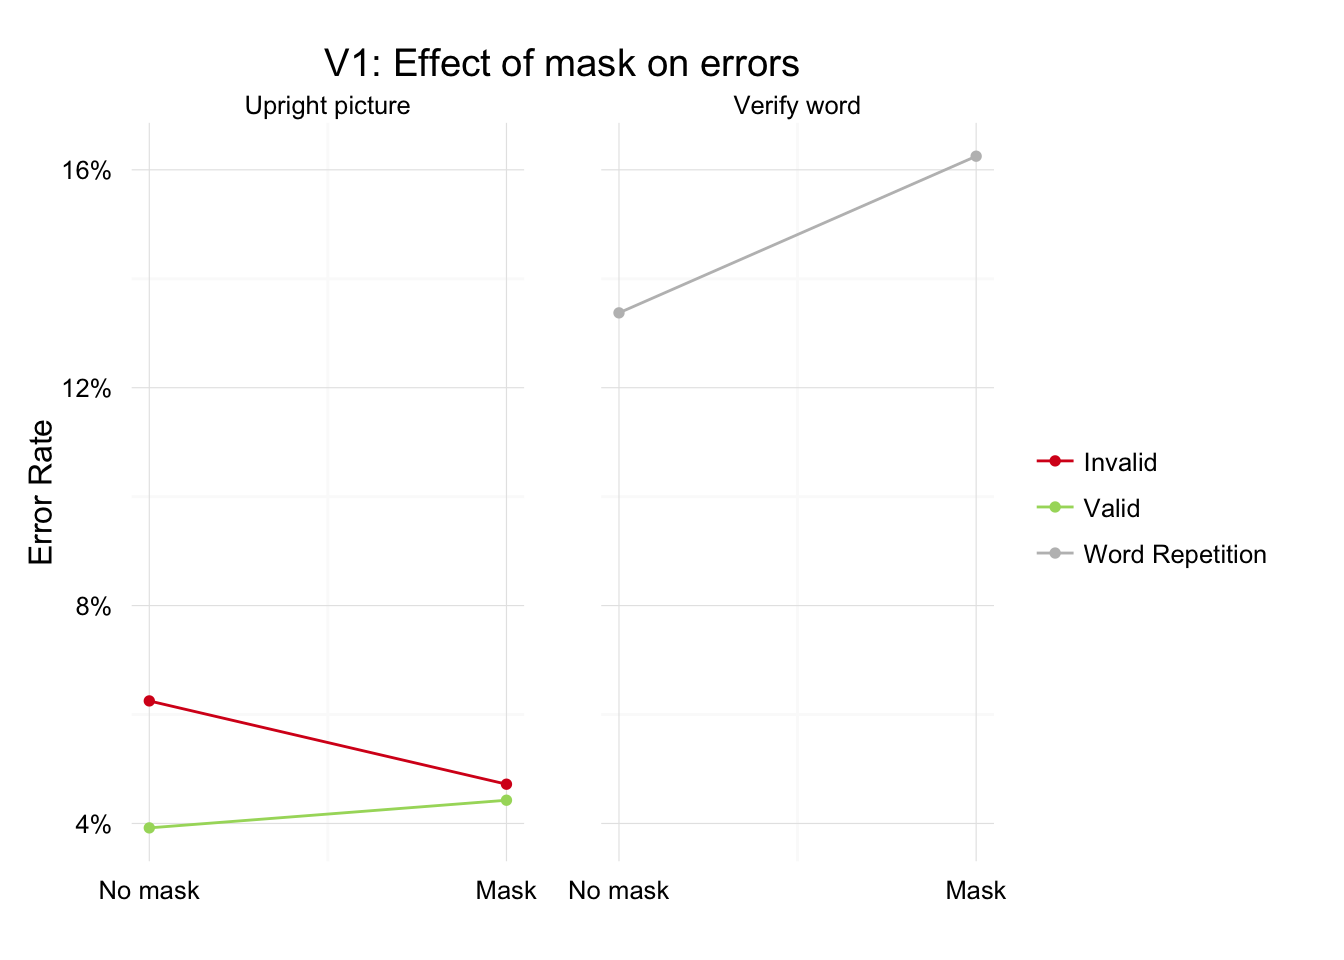 V1: Effect of mask on errors
Upright picture
Verify word
16%
12%
8%
4%
Error Rate
No mask
Mask
No mask
Mask
Invalid
Valid
Word Repetition